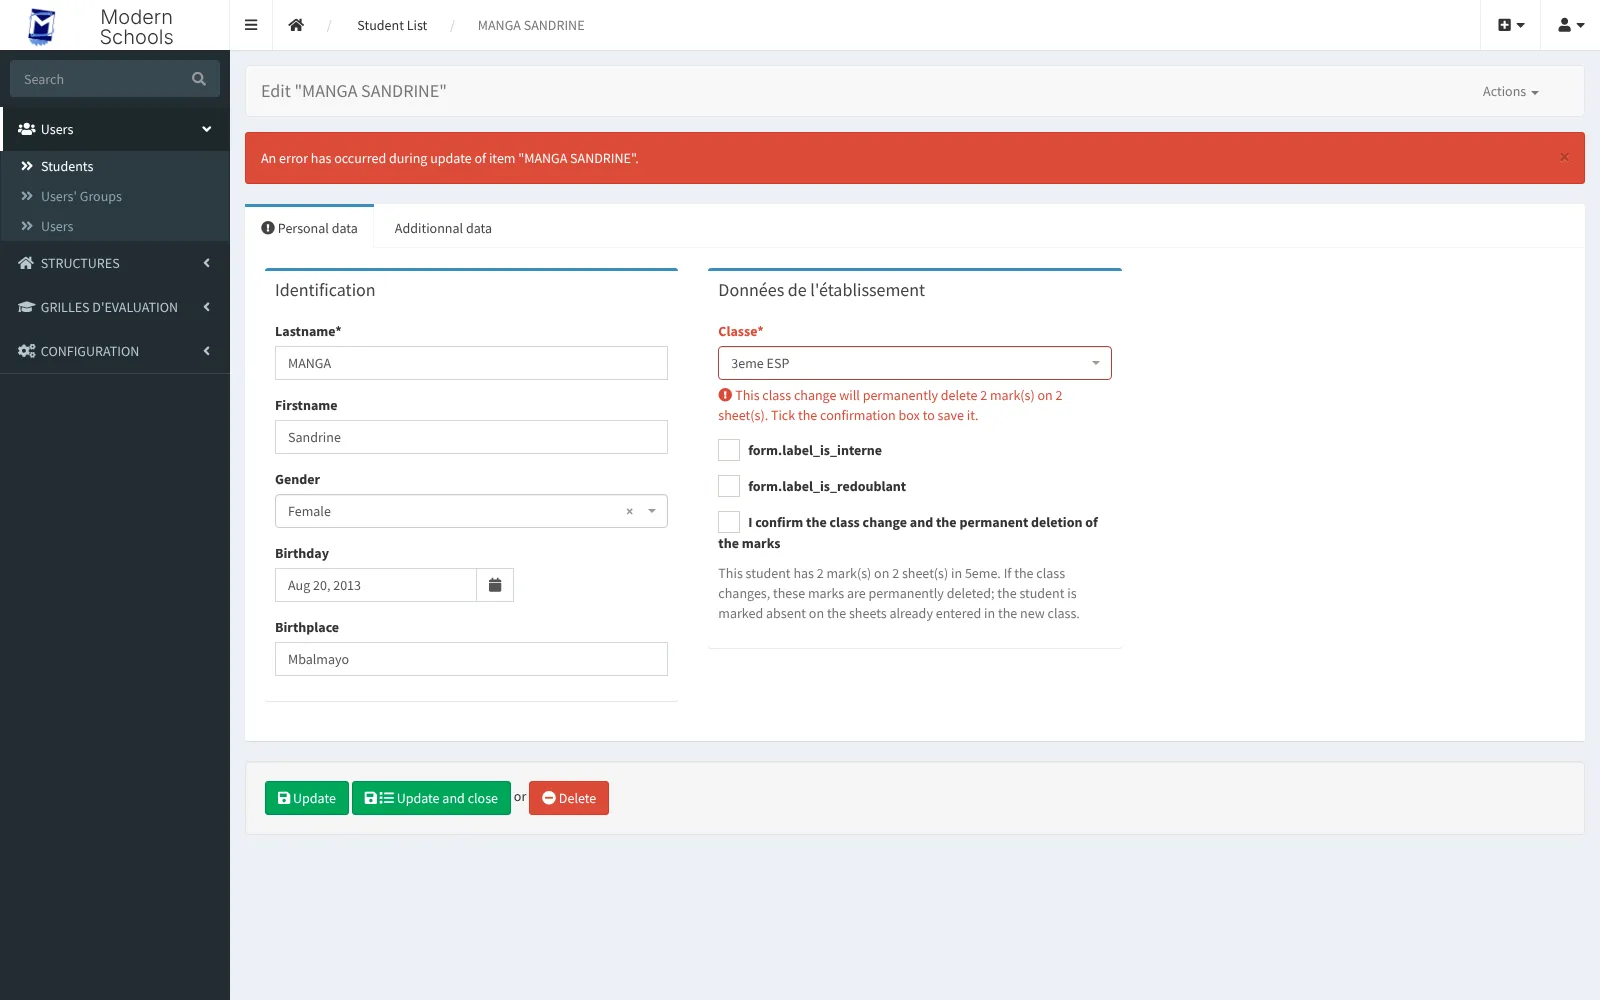 Modern
Schools
/ Student List / MANGA SANDRINE
Search
Users
Students
Users' Groups
Users
STRUCTURES
GRILLES D'EVALUATION
CONFIGURATION
Edit "MANGA SANDRINE"
Actions
An error has occurred during update of item "MANGA SANDRINE".
×
Personal data
Additionnal data
Identification
Lastname*
MANGA
Firstname
Sandrine
Gender
Female ×
Birthday
Aug 20, 2013
Birthplace
Mbalmayo
Données de l'établissement
Classe*
3eme ESP
This class change will permanently delete 2 mark(s) on 2
sheet(s). Tick the confirmation box to save it.
form.label_is_interne
form.label_is_redoublant
I confirm the class change and the permanent deletion of
the marks
This student has 2 mark(s) on 2 sheet(s) in 5eme. If the class
changes, these marks are permanently deleted; the student is
marked absent on the sheets already entered in the new class.
Update Update and close or Delete